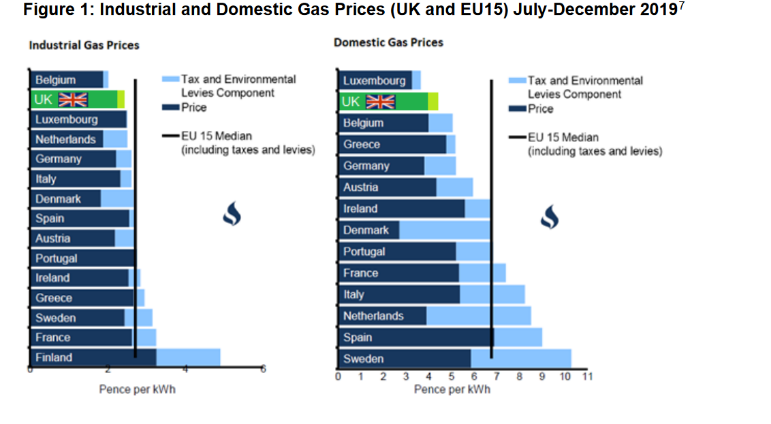 Figure 1: Industrial and Domestic Gas Prices (UK and EU15) July-December 2019⁷
Industrial Gas Prices
Belgium
UK
Luxembourg
Netherlands
Germany
Italy
Denmark
Spain
Austria
Portugal
Ireland
Greece
Sweden
France
Finland
0 2 4 6
Pence per kWh
Tax and Environmental
Levies Component
Price
EU 15 Median
(including taxes and levies)
Domestic Gas Prices
Luxembourg
UK
Belgium
Greece
Germany
Austria
Ireland
Denmark
Portugal
France
Italy
Netherlands
Spain
Sweden
0 1 2 3 4 5 6 7 8 9 10 11
Pence per kWh
Tax and Environmental
Levies Component
Price
EU 15 Median
(including taxes and levies)